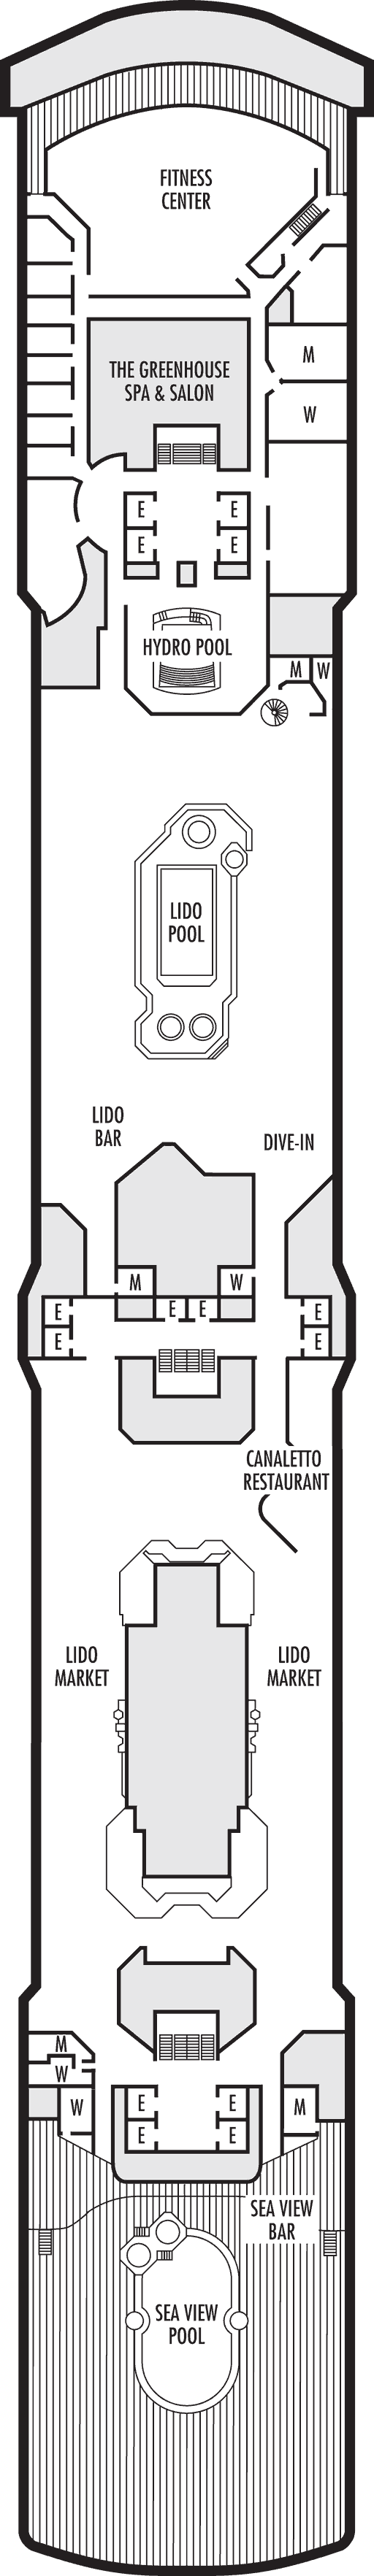 FITNESS
CENTER
M
THE GREENHOUSE
SPA & SALON
W
E E
E E
HYDRO POOL
M W
LIDO
POOL
LIDO
BAR
DIVE-IN
M W
E E E E
E E
CANALETTO
RESTAURANT
LIDO
MARKET
LIDO
MARKET
M
W
W E E M
E E
SEA VIEW
BAR
SEA VIEW
POOL